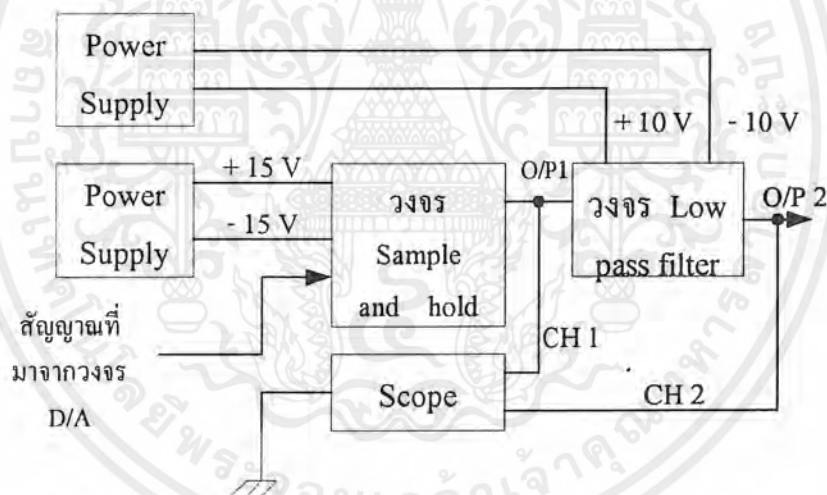 Power
Supply
+ 10 V
- 10 V
Power
Supply
+ 15 V
- 15 V
วงจร
Sample
and hold
O/P1
วงจร Low
pass filter
O/P 2
สัญญาณที่
มาจากวงจร
D/A
CH 1
Scope
CH 2